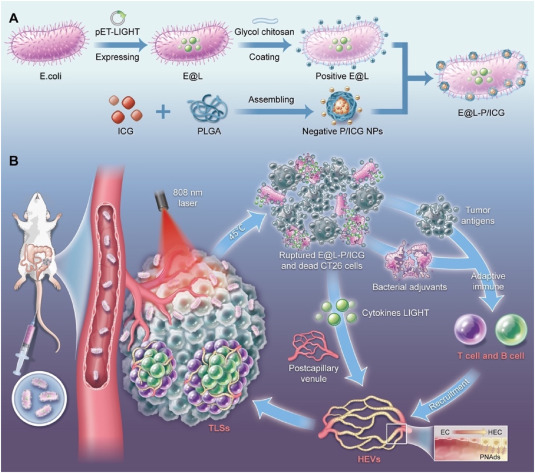 A
pET-LIGHT
Expressing
Glycol chitosan
Coating
E.coli
E@L
Positive E@L
E@L-P/ICG
ICG
PLGA
Assembling
Negative P/ICG NPs
B
808 nm
laser
45°C
Ruptured E@L-P/ICG
and dead CT26 cells
Tumor
antigens
Bacterial adjuvants
Adaptive
immune
Cytokines LIGHT
T cell and B cell
Postcapillary
venule
Recruitment
TLSs
HEVs
EC
HEC
PNAds